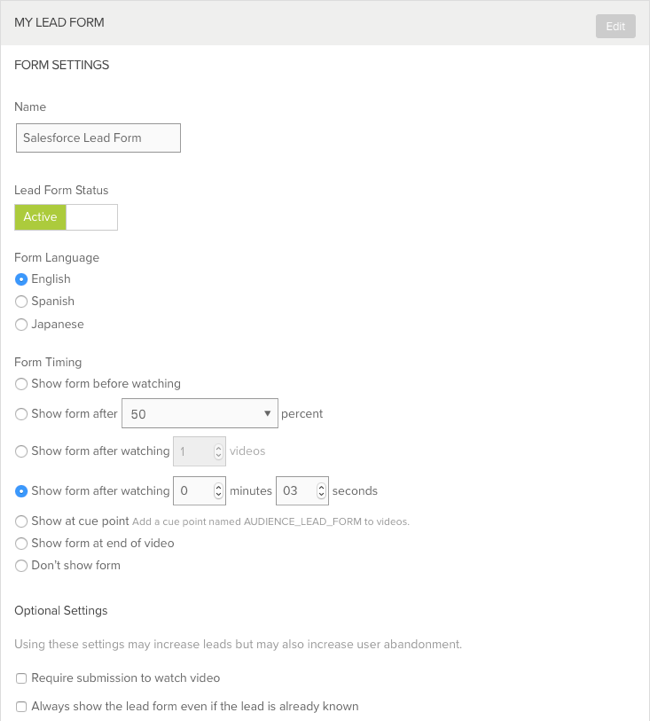 MY LEAD FORM
Edit
FORM SETTINGS
Name
Salesforce Lead Form
Lead Form Status
Active
Form Language
English
Spanish
Japanese
Form Timing
Show form before watching
Show form after 50 percent
Show form after watching 1 videos
Show form after watching 0 minutes 03 seconds
Show at cue point Add a cue point named AUDIENCE_LEAD_FORM to videos.
Show form at end of video
Don't show form
Optional Settings
Using these settings may increase leads but may also increase user abandonment.
Require submission to watch video
Always show the lead form even if the lead is already known